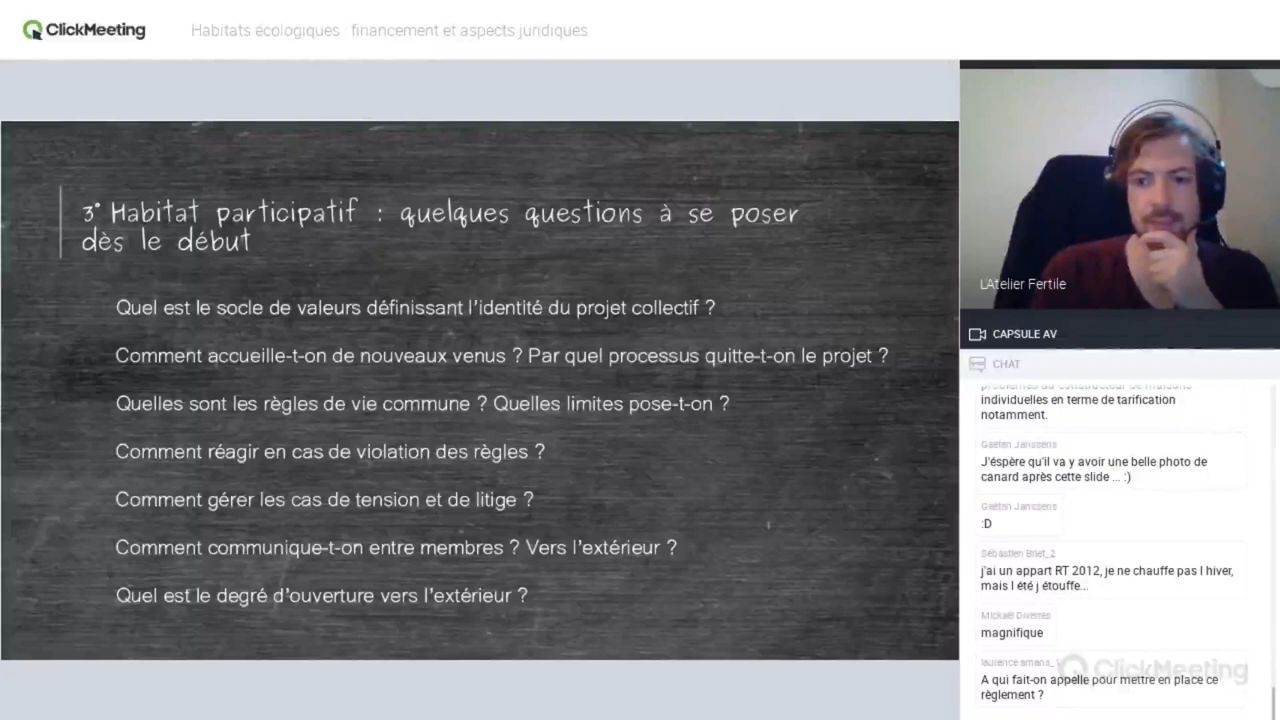 ClickMeeting
Habitats écologiques : financement et aspects juridiques
3° Habitat participatif : quelques questions à se poser
dès le début
Quel est le socle de valeurs définissant l'identité du projet collectif ?
Comment accueille-t-on de nouveaux venus ? Par quel processus quitte-t-on le projet ?
Quelles sont les règles de vie commune ? Quelles limites pose-t-on ?
Comment réagir en cas de violation des règles ?
Comment gérer les cas de tension et de litige ?
Comment communique-t-on entre membres ? Vers l'extérieur ?
Quel est le degré d'ouverture vers l'extérieur ?
L'Atelier Fertile
CAPSULE AV
CHAT
individuelles en terme de tarification
notamment.
Gaëtan Janssens
J'éspère qu'il va y avoir une belle photo de
canard après cette slide ... :)
Gaëtan Janssens
:D
Sébastien Briet_2
j'ai un appart RT 2012, je ne chauffe pas l hiver,
mais l été j étouffe...
Mickaël Diverrès
magnifique
laurence amans_
A qui fait-on appelle pour mettre en place ce
règlement ?
ClickMeeting